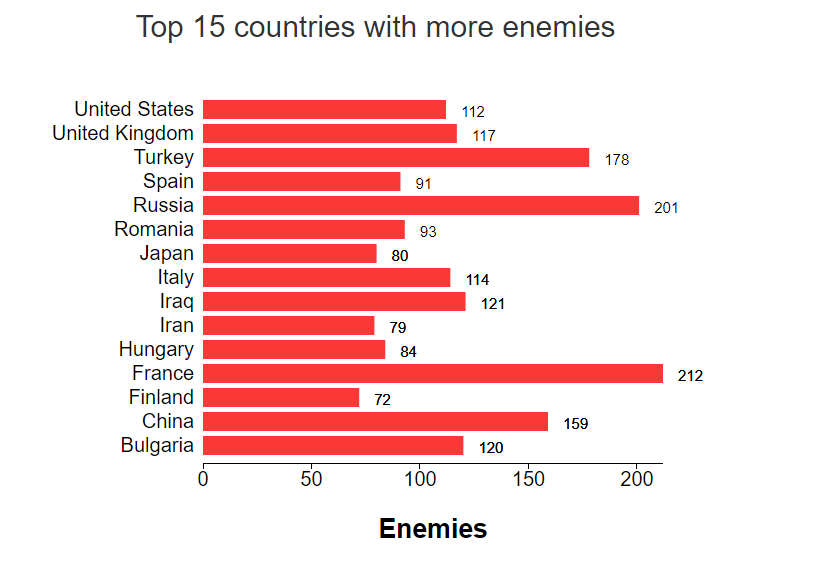 Top 15 countries with more enemies
United States 112
United Kingdom 117
Turkey 178
Spain 91
Russia 201
Romania 93
Japan 80
Italy 114
Iraq 121
Iran 79
Hungary 84
France 212
Finland 72
China 159
Bulgaria 120
0 50 100 150 200
Enemies